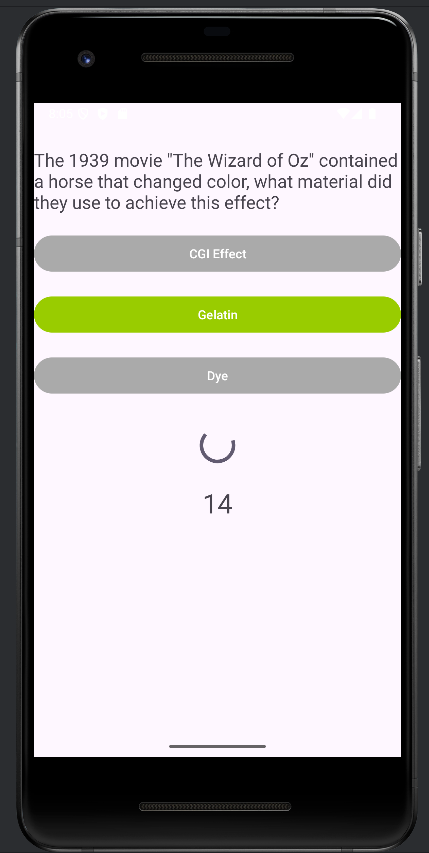 The 1939 movie "The Wizard of Oz" contained
a horse that changed color, what material did
they use to achieve this effect?
CGI Effect
Gelatin
Dye
14